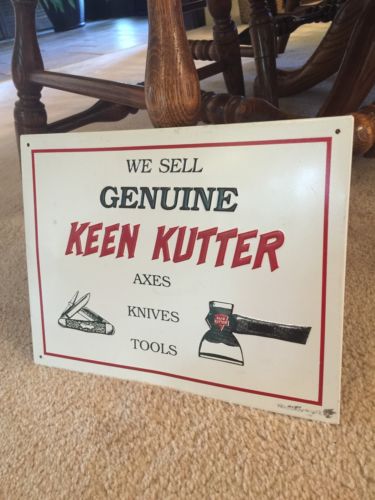 WE SELL
GENUINE
KEEN KUTTER
AXES
KNIVES
TOOLS